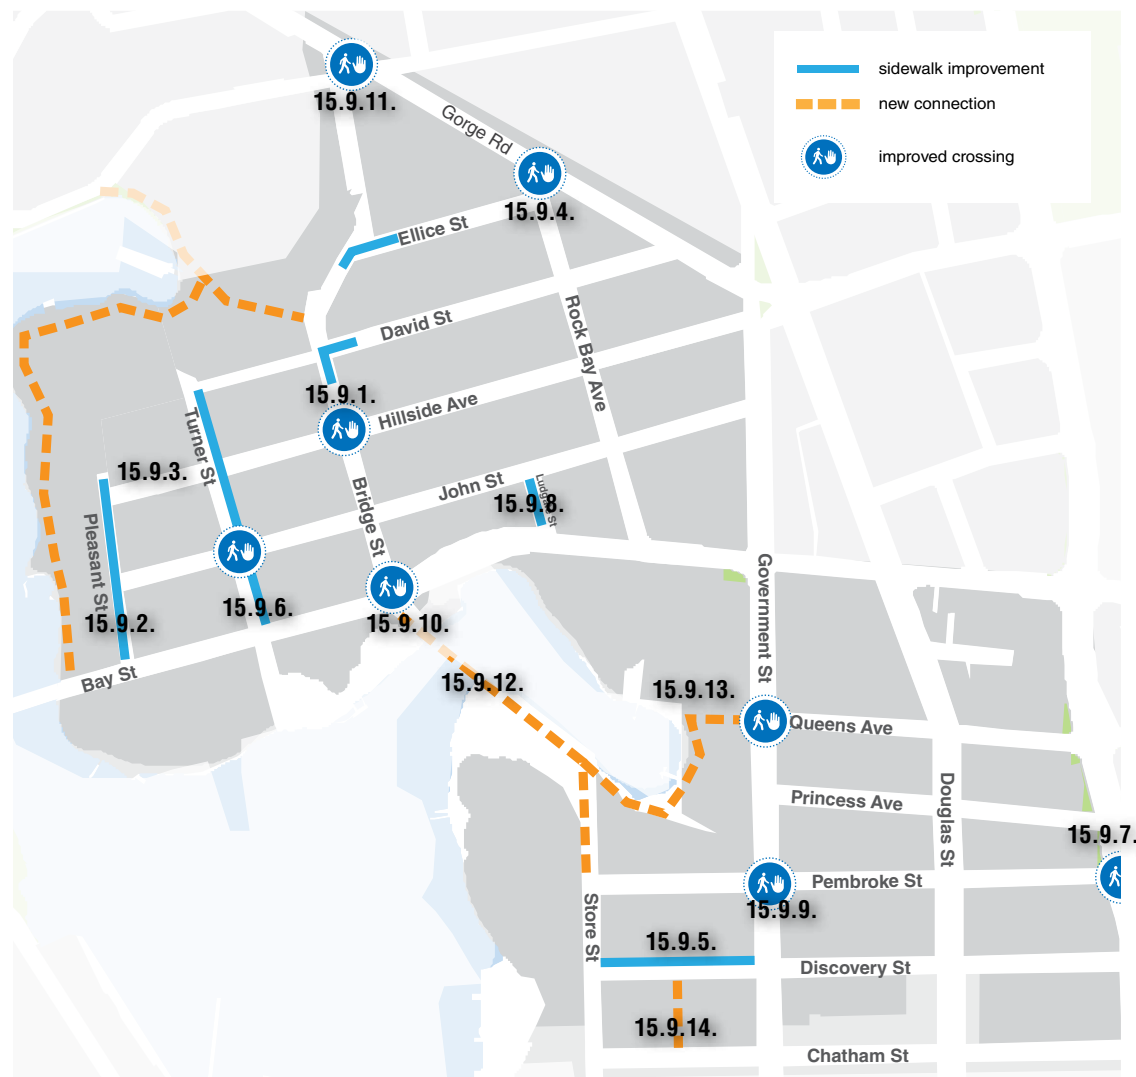 sidewalk improvement
new connection
improved crossing
15.9.11.
Gorge Rd
15.9.4.
Ellice St
David St
Rock Bay Ave
15.9.1.
Hillside Ave
Turner St
15.9.3.
John St
15.9.8.
Ludgate St
Bridge St
Pleasant St
15.9.2.
15.9.6.
15.9.10.
Government St
Bay St
15.9.12.
15.9.13.
Queens Ave
Princess Ave
Douglas St
15.9.7.
Pembroke St
15.9.9.
Store St
15.9.5.
Discovery St
15.9.14.
Chatham St